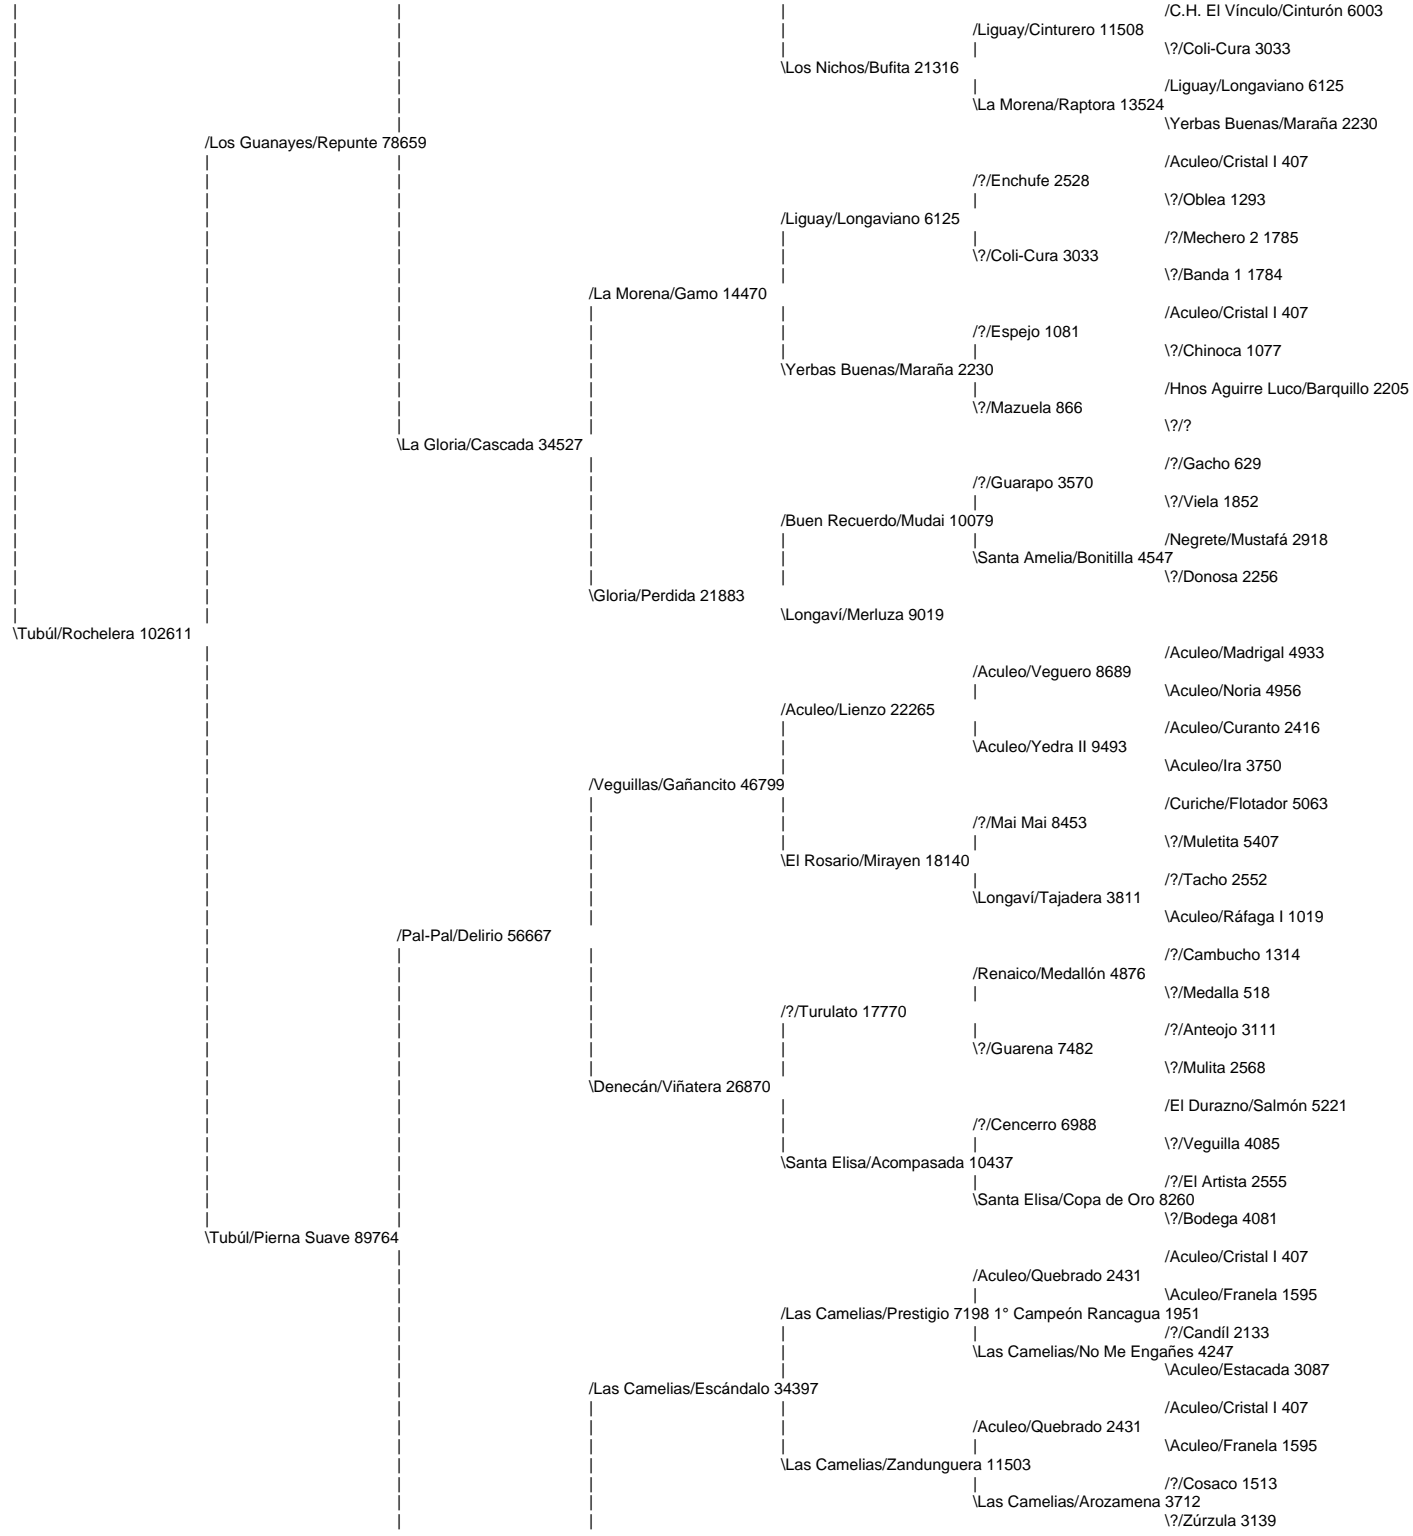 /C.H. El Vínculo/Cinturón 6003
/Liguay/Cinturero 11508
\?/Coli-Cura 3033
\Los Nichos/Bufita 21316
/Liguay/Longaviano 6125
\La Morena/Raptora 13524
\Yerbas Buenas/Maraña 2230
/Los Guanayes/Repunte 78659
/Aculeo/Cristal I 407
/?/Enchufe 2528
\?/Oblea 1293
/Liguay/Longaviano 6125
/?/Mechero 2 1785
\?/Coli-Cura 3033
\?/Banda 1 1784
/La Morena/Gamo 14470
/Aculeo/Cristal I 407
/?/Espejo 1081
\?/Chinoca 1077
\Yerbas Buenas/Maraña 2230
/Hnos Aguirre Luco/Barquillo 2205
\?/Mazuela 866
\?/?
\La Gloria/Cascada 34527
/?/Gacho 629
/?/Guarapo 3570
\?/Viela 1852
/Buen Recuerdo/Mudai 10079
/Negrete/Mustafá 2918
\Santa Amelia/Bonitilla 4547
\?/Donosa 2256
\Gloria/Perdida 21883
\Longaví/Merluza 9019
\Tubúl/Rochelera 102611
/Aculeo/Madrigal 4933
/Aculeo/Veguero 8689
\Aculeo/Noria 4956
/Aculeo/Lienzo 22265
/Aculeo/Curanto 2416
\Aculeo/Yedra II 9493
\Aculeo/Ira 3750
/Veguillas/Gañancito 46799
/Curiche/Flotador 5063
/?/Mai Mai 8453
\?/Muletita 5407
\El Rosario/Mirayen 18140
/?/Tacho 2552
\Longaví/Tajadera 3811
\Aculeo/Ráfaga I 1019
/Pal-Pal/Delirio 56667
/?/Cambucho 1314
/Renaico/Medallón 4876
\?/Medalla 518
/?/Turulato 17770
/?/Anteojo 3111
\?/Guarena 7482
\?/Mulita 2568
\Denecán/Viñatera 26870
/El Durazno/Salmón 5221
/?/Cencerro 6988
\?/Veguilla 4085
\Santa Elisa/Acompasada 10437
/?/El Artista 2555
\Santa Elisa/Copa de Oro 8260
\?/Bodega 4081
\Tubúl/Pierna Suave 89764
/Aculeo/Cristal I 407
/Aculeo/Quebrado 2431
\Aculeo/Franela 1595
/Las Camelias/Prestigio 7198 1° Campeón Rancagua 1951
/?/Candíl 2133
\Las Camelias/No Me Engañes 4247
\Aculeo/Estacada 3087
/Las Camelias/Escándalo 34397
/Aculeo/Cristal I 407
/Aculeo/Quebrado 2431
\Aculeo/Franela 1595
\Las Camelias/Zandunguera 11503
/?/Cosaco 1513
\Las Camelias/Arozamena 3712
\?/Zúrzula 3139